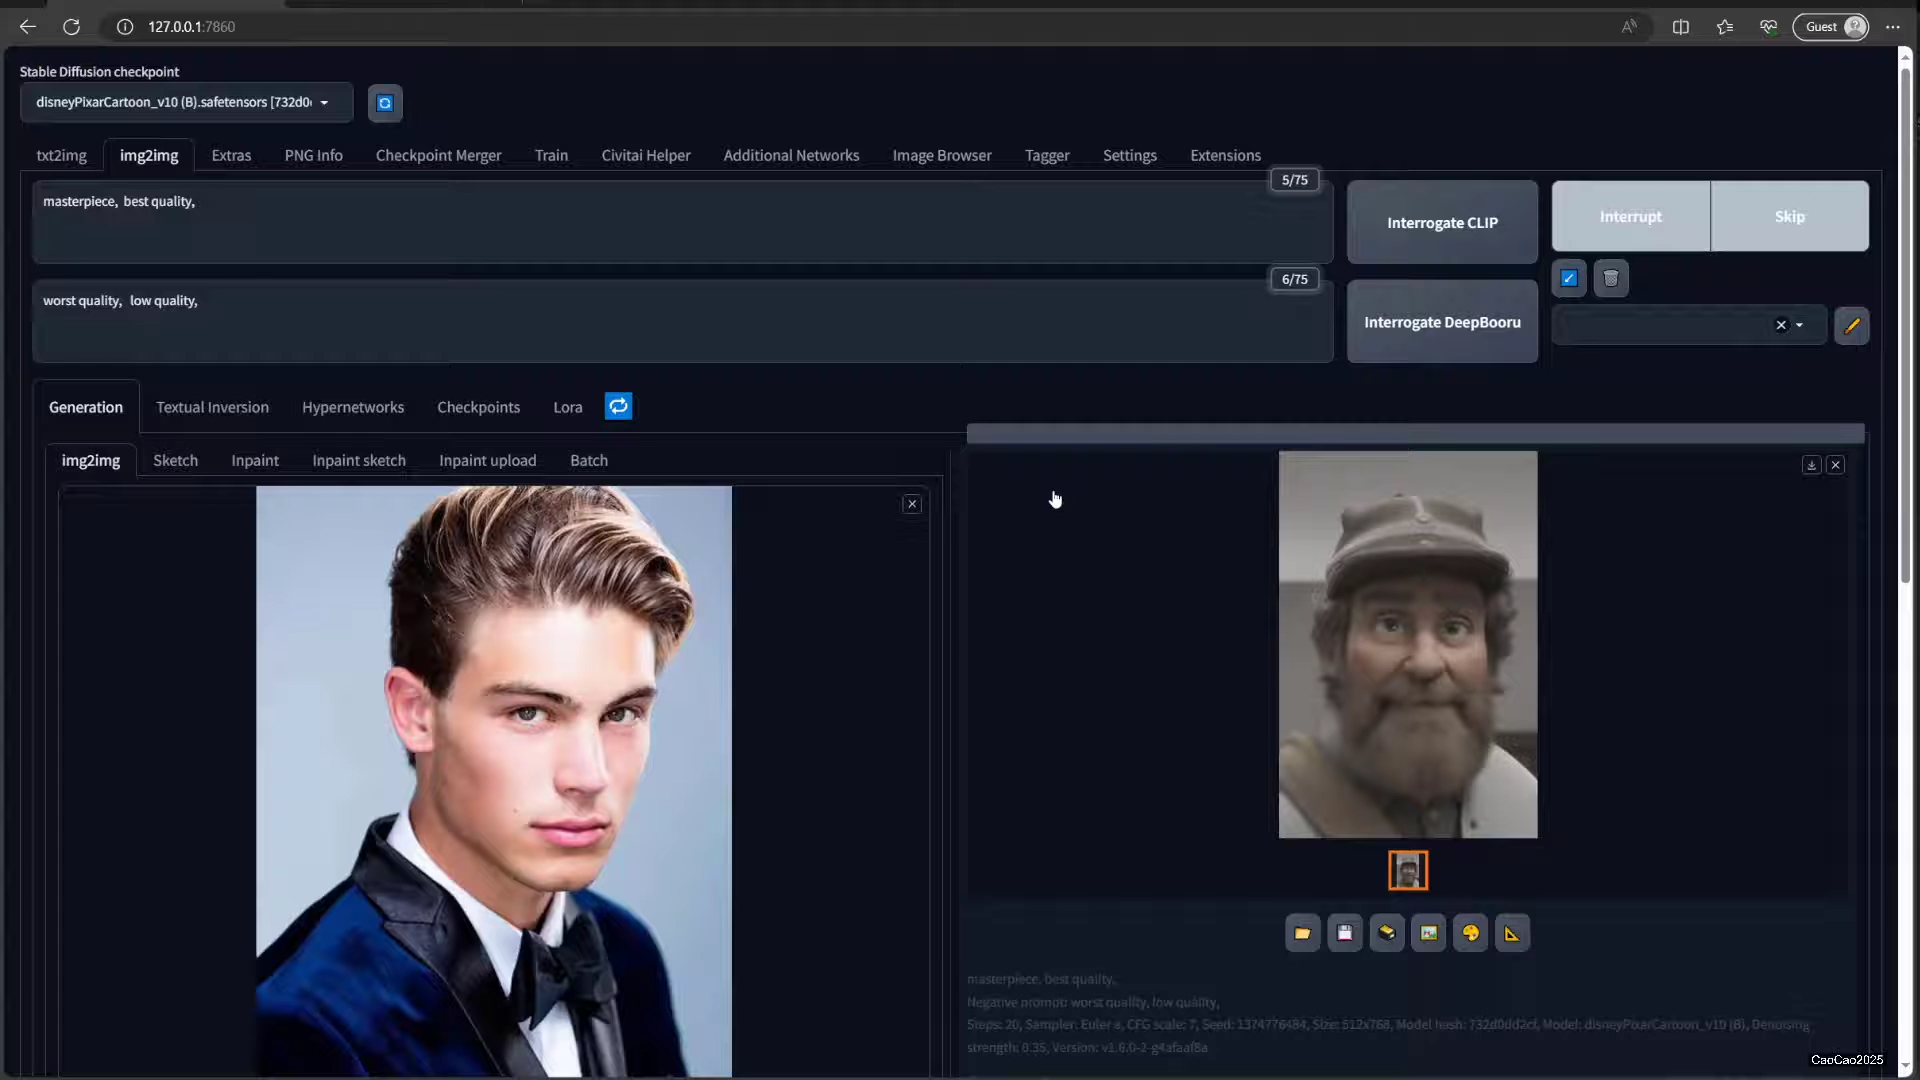 127.0.0.1:7860
Guest
Stable Diffusion checkpoint
disneyPixarCartoon_v10 (B).safetensors [732d0
txt2img img2img Extras PNG Info Checkpoint Merger Train Civitai Helper Additional Networks Image Browser Tagger Settings Extensions
5/75
masterpiece, best quality,
Interrogate CLIP
Interrupt Skip
6/75
worst quality, low quality,
Interrogate DeepBooru
Generation Textual Inversion Hypernetworks Checkpoints Lora
img2img Sketch Inpaint Inpaint sketch Inpaint upload Batch
masterpiece, best quality,
Negative prompt: worst quality, low quality,
Steps: 20, Sampler: Euler a, CFG scale: 7, Seed: 1374776484, Size: 512x768, Model hash: 732d0dd2cf, Model: disneyPixarCartoon_v10 (B), Denoising
strength: 0.35, Version: v1.6.0-2-g4afaaf8a
CaoCao2025